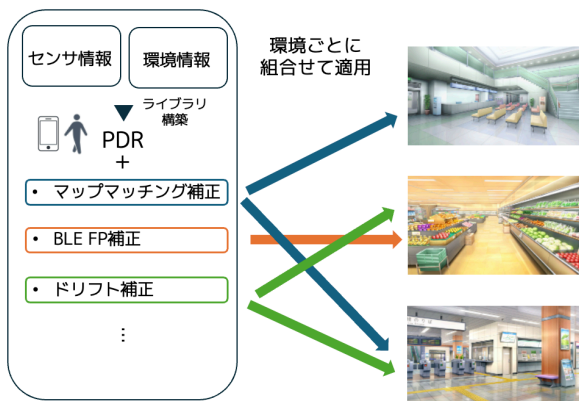 センサ情報
環境情報
ライブラリ
構築
PDR
+
• マップマッチング補正
• BLE FP補正
• ドリフト補正
⋮
環境ごとに
組合せて適用